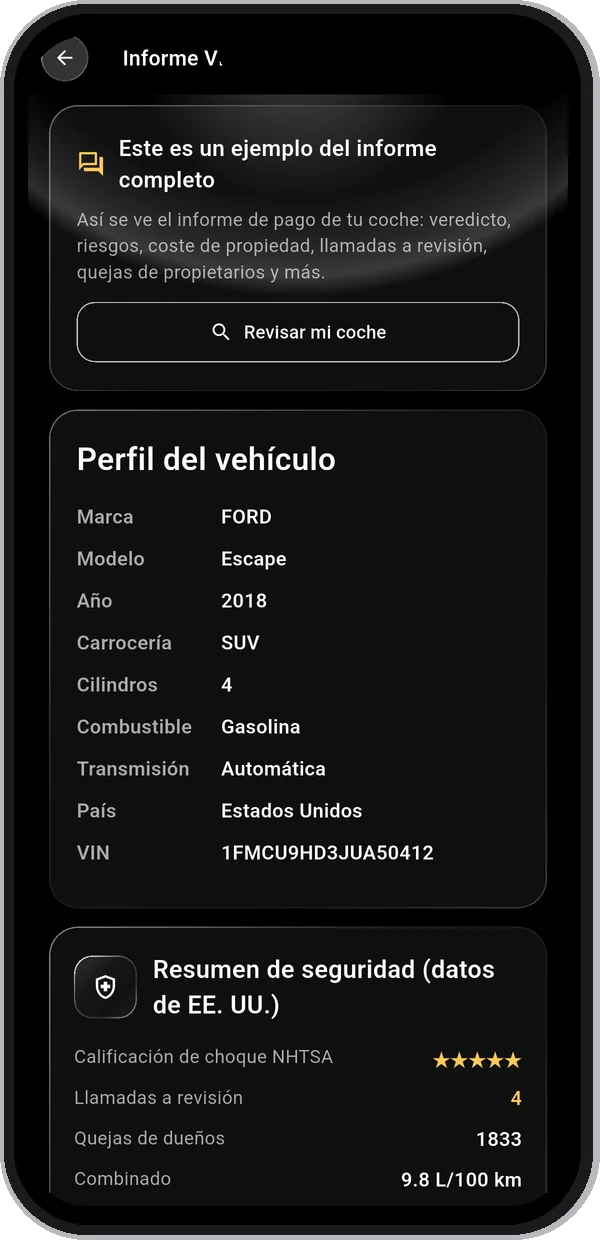 Informe V.
Este es un ejemplo del informe
completo
Así se ve el informe de pago de tu coche: veredicto,
riesgos, coste de propiedad, llamadas a revisión,
quejas de propietarios y más.
Revisar mi coche
Perfil del vehículo
Marca FORD
Modelo Escape
Año 2018
Carrocería SUV
Cilindros 4
Combustible Gasolina
Transmisión Automática
País Estados Unidos
VIN 1FMCU9HD3JUA50412
Resumen de seguridad (datos
de EE. UU.)
Calificación de choque NHTSA ★★★★★
Llamadas a revisión 4
Quejas de dueños 1833
Combinado 9.8 L/100 km